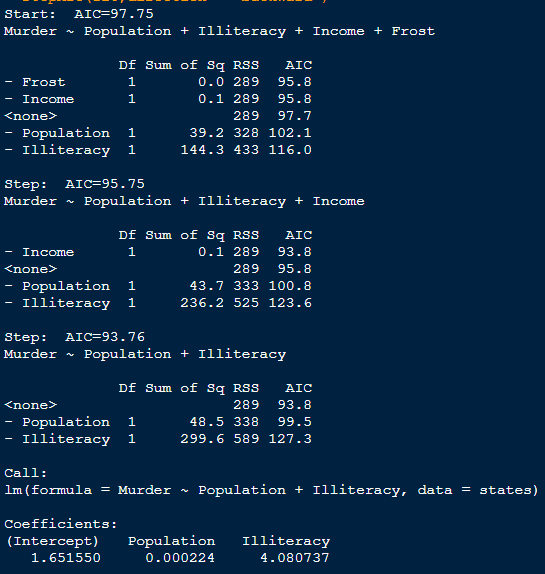 Start:  AIC=97.75
Murder ~ Population + Illiteracy + Income + Frost
Df Sum of Sq RSS   AIC
- Frost       1       0.0 289  95.8
- Income      1       0.1 289  95.8
<none>                    289  97.7
- Population  1      39.2 328 102.1
- Illiteracy  1     144.3 433 116.0
Step:  AIC=95.75
Murder ~ Population + Illiteracy + Income
Df Sum of Sq RSS   AIC
- Income      1       0.1 289  93.8
<none>                    289  95.8
- Population  1      43.7 333 100.8
- Illiteracy  1     236.2 525 123.6
Step:  AIC=93.76
Murder ~ Population + Illiteracy
Df Sum of Sq RSS   AIC
<none>                    289  93.8
- Population  1      48.5 338  99.5
- Illiteracy  1     299.6 589 127.3
Call:
lm(formula = Murder ~ Population + Illiteracy, data = states)
Coefficients:
(Intercept)   Population   Illiteracy
1.651550     0.000224     4.080737